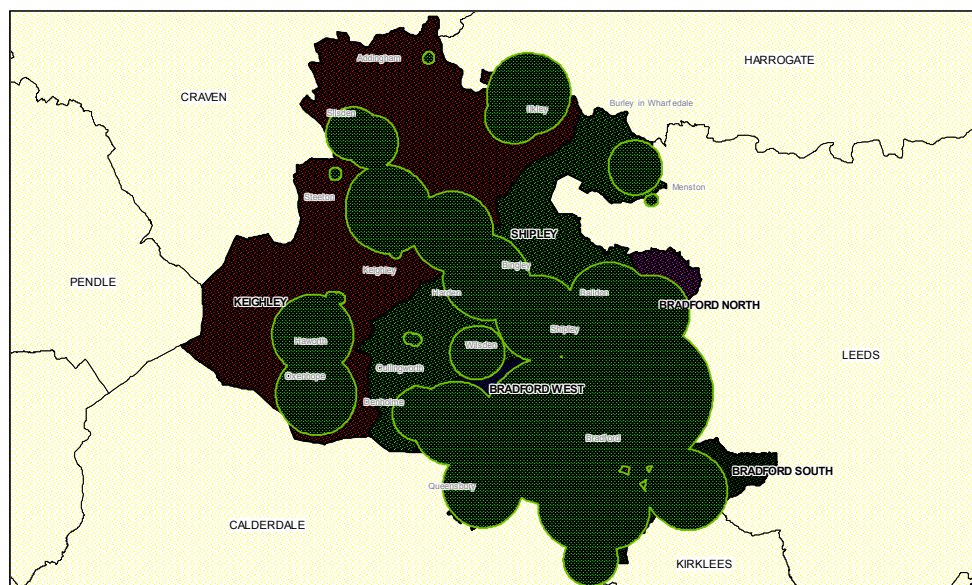 HARROGATE
Addingham
CRAVEN
Ilkley
Burley in Wharfedale
Silsden
Menston
Steeton
SHIPLEY
Bingley
Keighley
PENDLE
Harden
Baildon
KEIGHLEY
BRADFORD NORTH
Shipley
Haworth
Wilsden
LEEDS
Cullingworth
Oxenhope
BRADFORD WEST
Denholme
Bradford
BRADFORD SOUTH
Queensbury
CALDERDALE
KIRKLEES